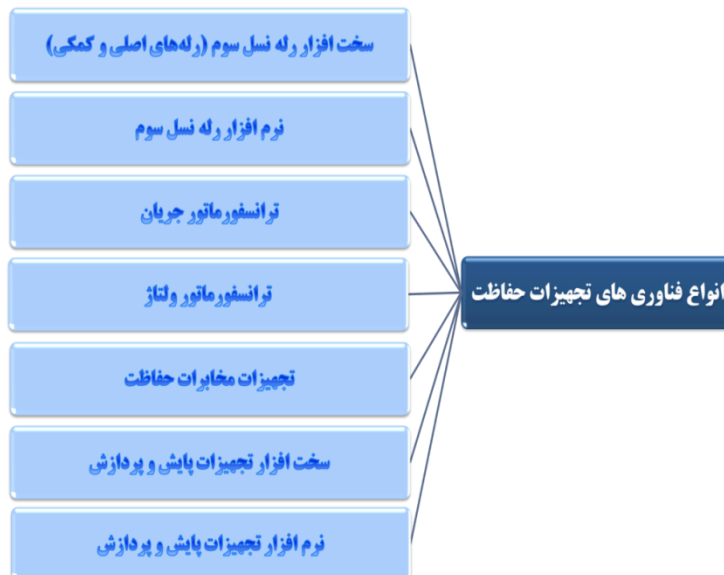 انواع فناوری های تجهیزات حفاظت
سخت افزار رله نسل سوم (رله‌های اصلی و کمکی)
نرم افزار رله نسل سوم
ترانسفورماتور جریان
ترانسفورماتور ولتاژ
تجهیزات مخابرات حفاظت
سخت افزار تجهیزات پایش و پردازش
نرم افزار تجهیزات پایش و پردازش